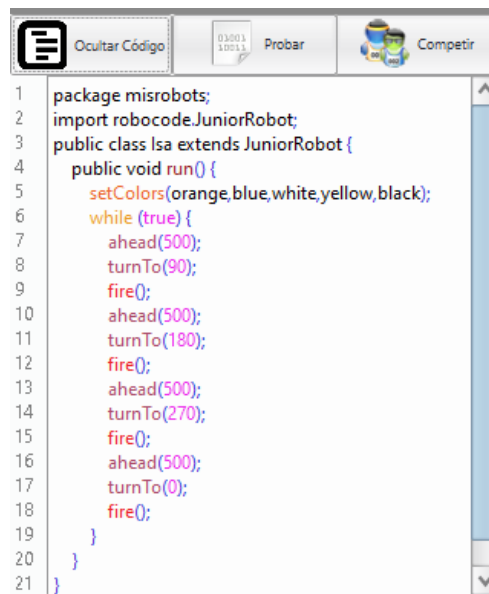 Ocultar Código
01001
10011
Probar
Competir
1 package misrobots;
2 import robocode.JuniorRobot;
3 public class Isa extends JuniorRobot {
4 public void run() {
5 setColors(orange,blue,white,yellow,black);
6 while (true) {
7 ahead(500);
8 turnTo(90);
9 fire();
10 ahead(500);
11 turnTo(180);
12 fire();
13 ahead(500);
14 turnTo(270);
15 fire();
16 ahead(500);
17 turnTo(0);
18 fire();
19 }
20 }
21 }